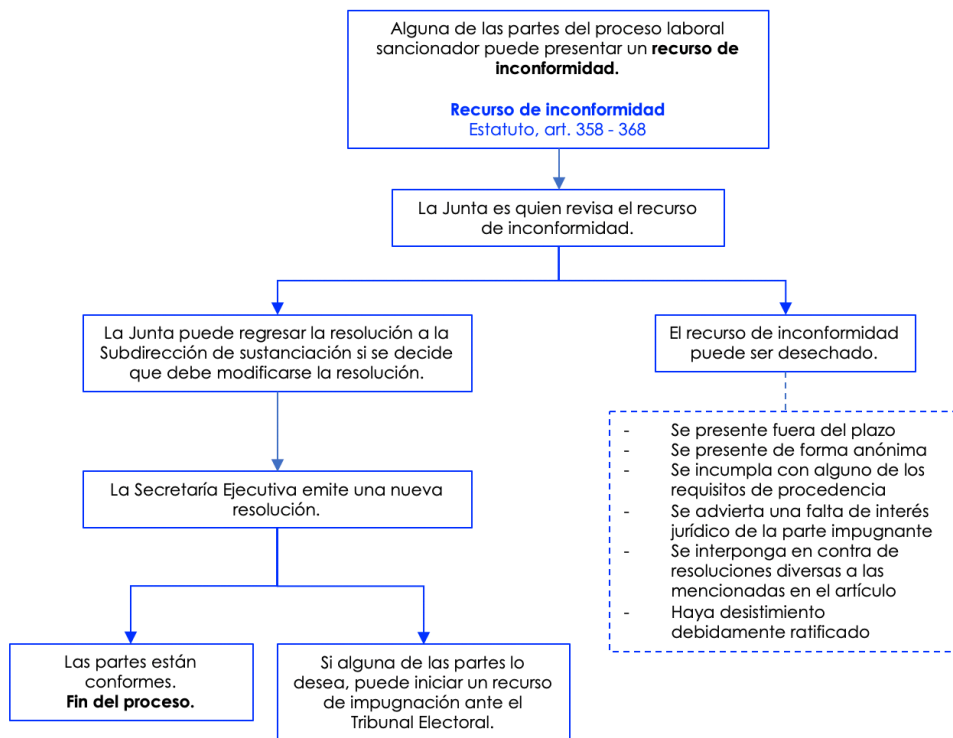 Alguna de las partes del proceso laboral
sancionador puede presentar un recurso de
inconformidad.
Recurso de inconformidad
Estatuto, art. 358 - 368
La Junta es quien revisa el recurso
de inconformidad.
La Junta puede regresar la resolución a la
Subdirección de sustanciación si se decide
que debe modificarse la resolución.
El recurso de inconformidad
puede ser desechado.
- Se presente fuera del plazo
- Se presente de forma anónima
- Se incumpla con alguno de los
requisitos de procedencia
- Se advierta una falta de interés
jurídico de la parte impugnante
- Se interponga en contra de
resoluciones diversas a las
mencionadas en el artículo
- Haya desistimiento
debidamente ratificado
La Secretaría Ejecutiva emite una nueva
resolución.
Las partes están
conformes.
Fin del proceso.
Si alguna de las partes lo
desea, puede iniciar un recurso
de impugnación ante el
Tribunal Electoral.